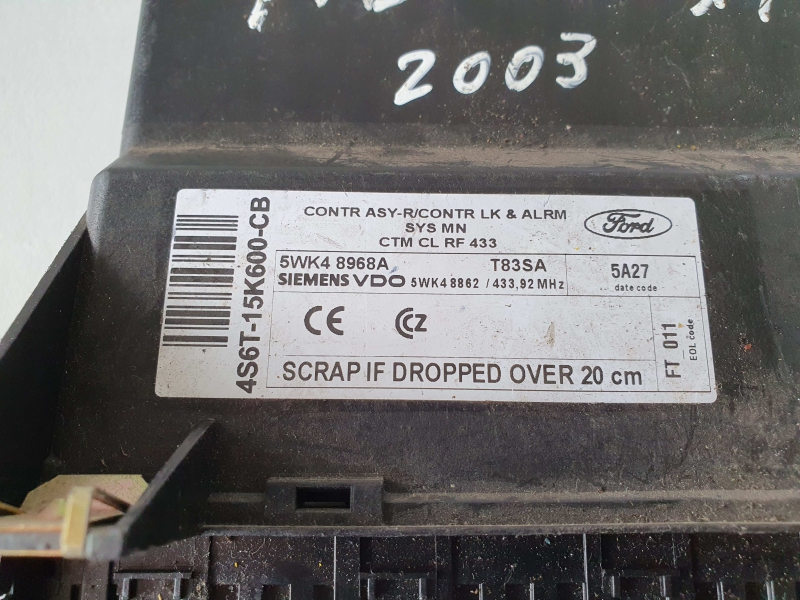 2003
4S6T-15K600-CB
CONTR ASY-R/CONTR LK & ALRM
SYS MN
CTM CL RF 433
Ford
5WK4 8968A T83SA
SIEMENS VDO 5WK4 8862 / 433,92 MHz
5A27
... date code
CE CCZ
FT 011
EOL code
SCRAP IF DROPPED OVER 20 cm